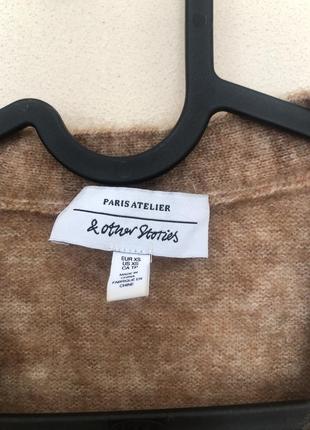 PARIS ATELIER
& other Stories
EUR XS
US XS
CA TP
MADE IN
CHINA
FABRIQUÉ EN
CHINE